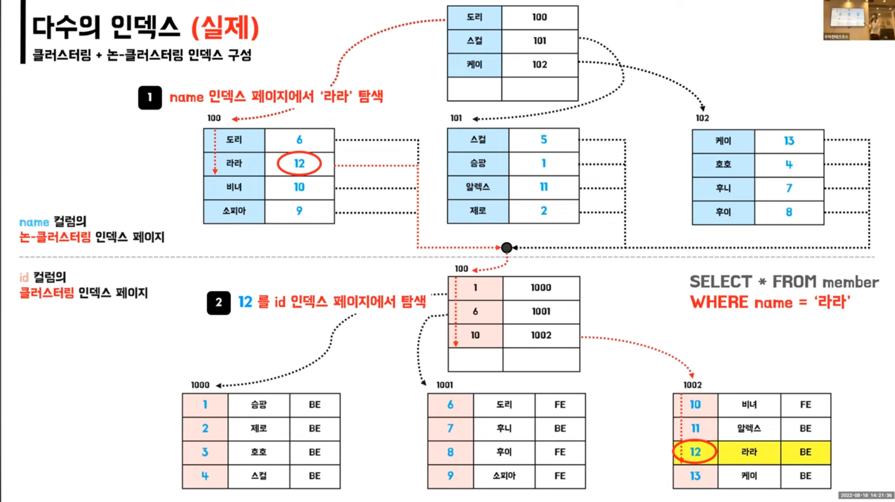 다수의 인덱스 (실제)
클러스터링 + 논-클러스터링 인덱스 구성
도리 100
스컬 101
케이 102
1 name 인덱스 페이지에서 '라라' 탐색
100
도리 6
라라 12
비녀 10
소피아 9
101
스컬 5
승팡 1
알렉스 11
제로 2
102
케이 13
호호 4
후니 7
후이 8
name 컬럼의
논-클러스터링 인덱스 페이지
id 컬럼의
클러스터링 인덱스 페이지
2 12 를 id 인덱스 페이지에서 탐색
100
1 1000
6 1001
10 1002
SELECT * FROM member
WHERE name = '라라'
1000
1 승팡 BE
2 제로 BE
3 호호 BE
4 스컬 BE
1001
6 도리 FE
7 후니 BE
8 후이 FE
9 소피아 FE
1002
10 비녀 FE
11 알렉스 BE
12 라라 BE
13 케이 BE